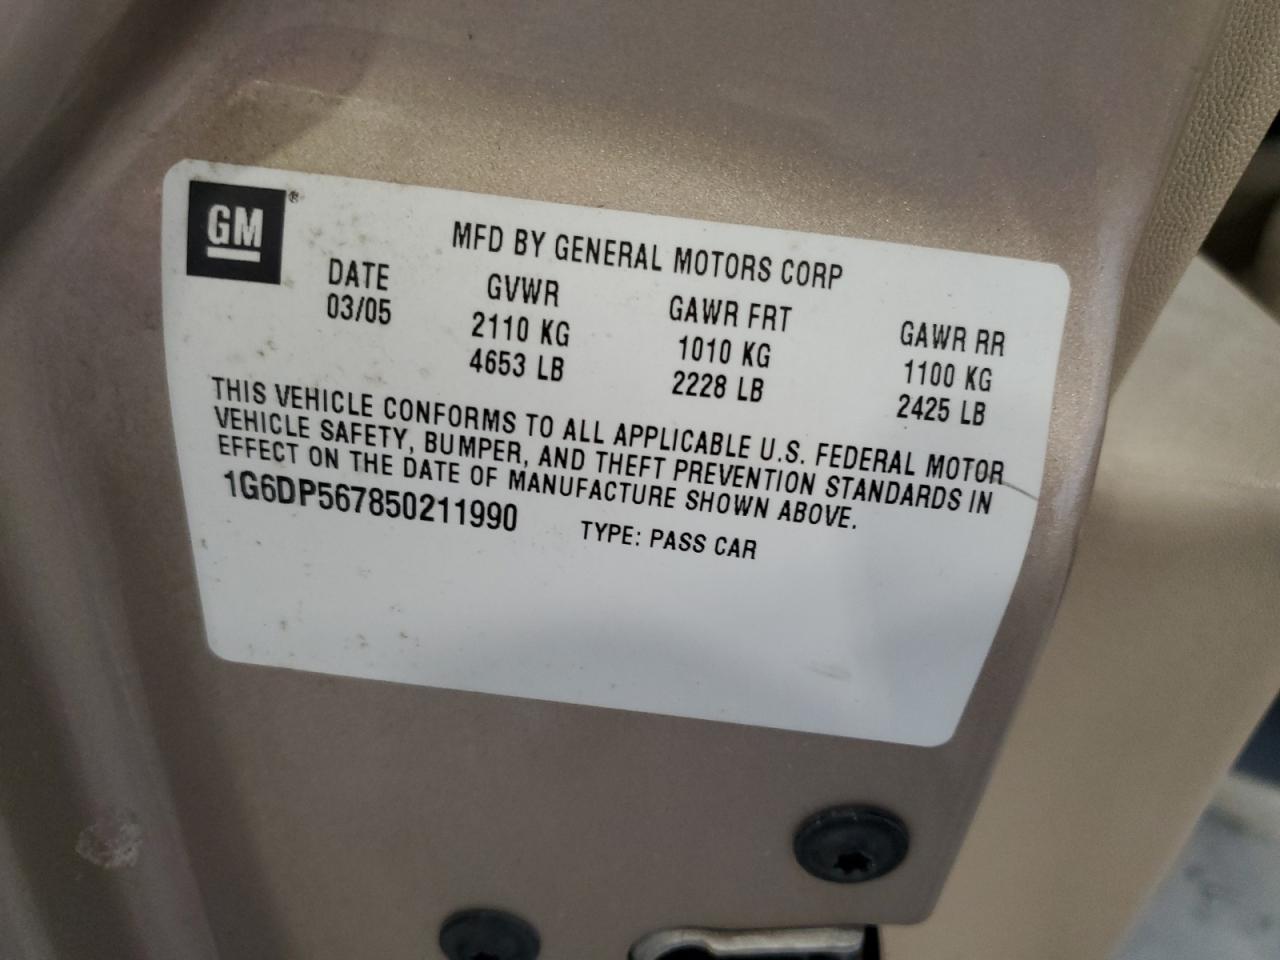 GM®
MFD BY GENERAL MOTORS CORP
DATE GVWR GAWR FRT GAWR RR
03/05 2110 KG 1010 KG 1100 KG
4653 LB 2228 LB 2425 LB
THIS VEHICLE CONFORMS TO ALL APPLICABLE U.S. FEDERAL MOTOR
VEHICLE SAFETY, BUMPER, AND THEFT PREVENTION STANDARDS IN
EFFECT ON THE DATE OF MANUFACTURE SHOWN ABOVE.
1G6DP567850211990 TYPE: PASS CAR